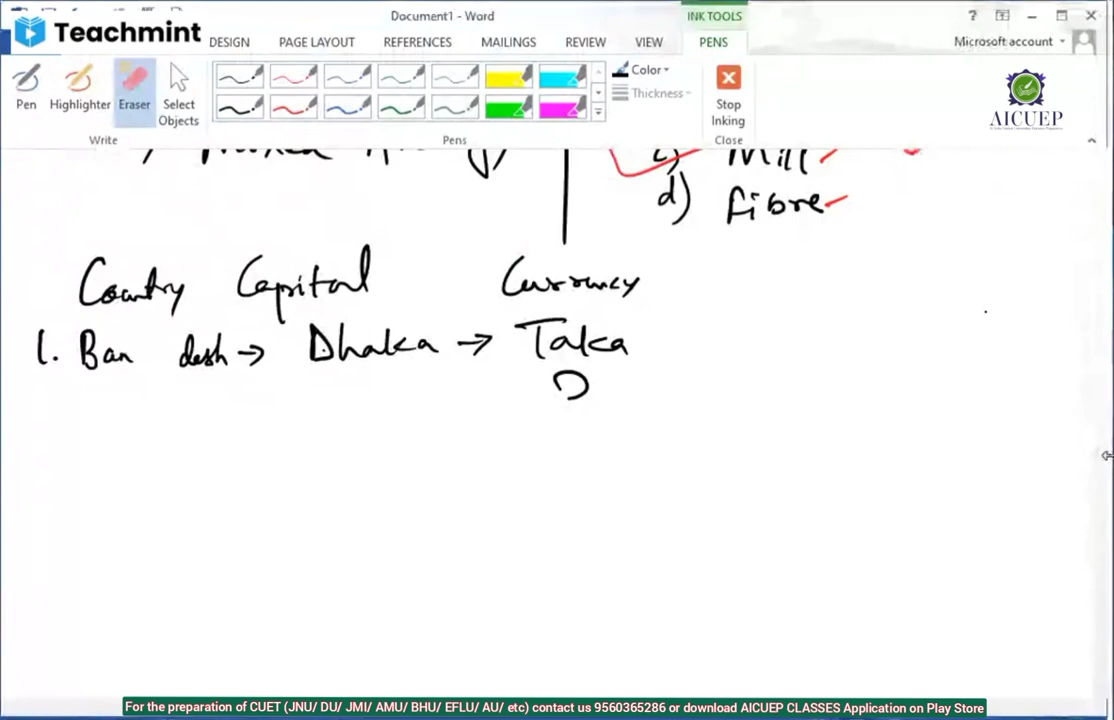 Document1 - Word
INK TOOLS
Teachmint
DESIGN PAGE LAYOUT REFERENCES MAILINGS REVIEW VIEW PENS
Microsoft account
Pen Highlighter Eraser Select Objects
Color
Thickness
Stop Inking
Write Pens Close
AICUEP
c) Mill
d) fibre
Country Capital Currency
1. Ban desh → Dhaka → Taka
For the preparation of CUET (JNU/ DU/ JMI/ AMU/ BHU/ EFLU/ AU/ etc) contact us 9560365286 or download AICUEP CLASSES Application on Play Store